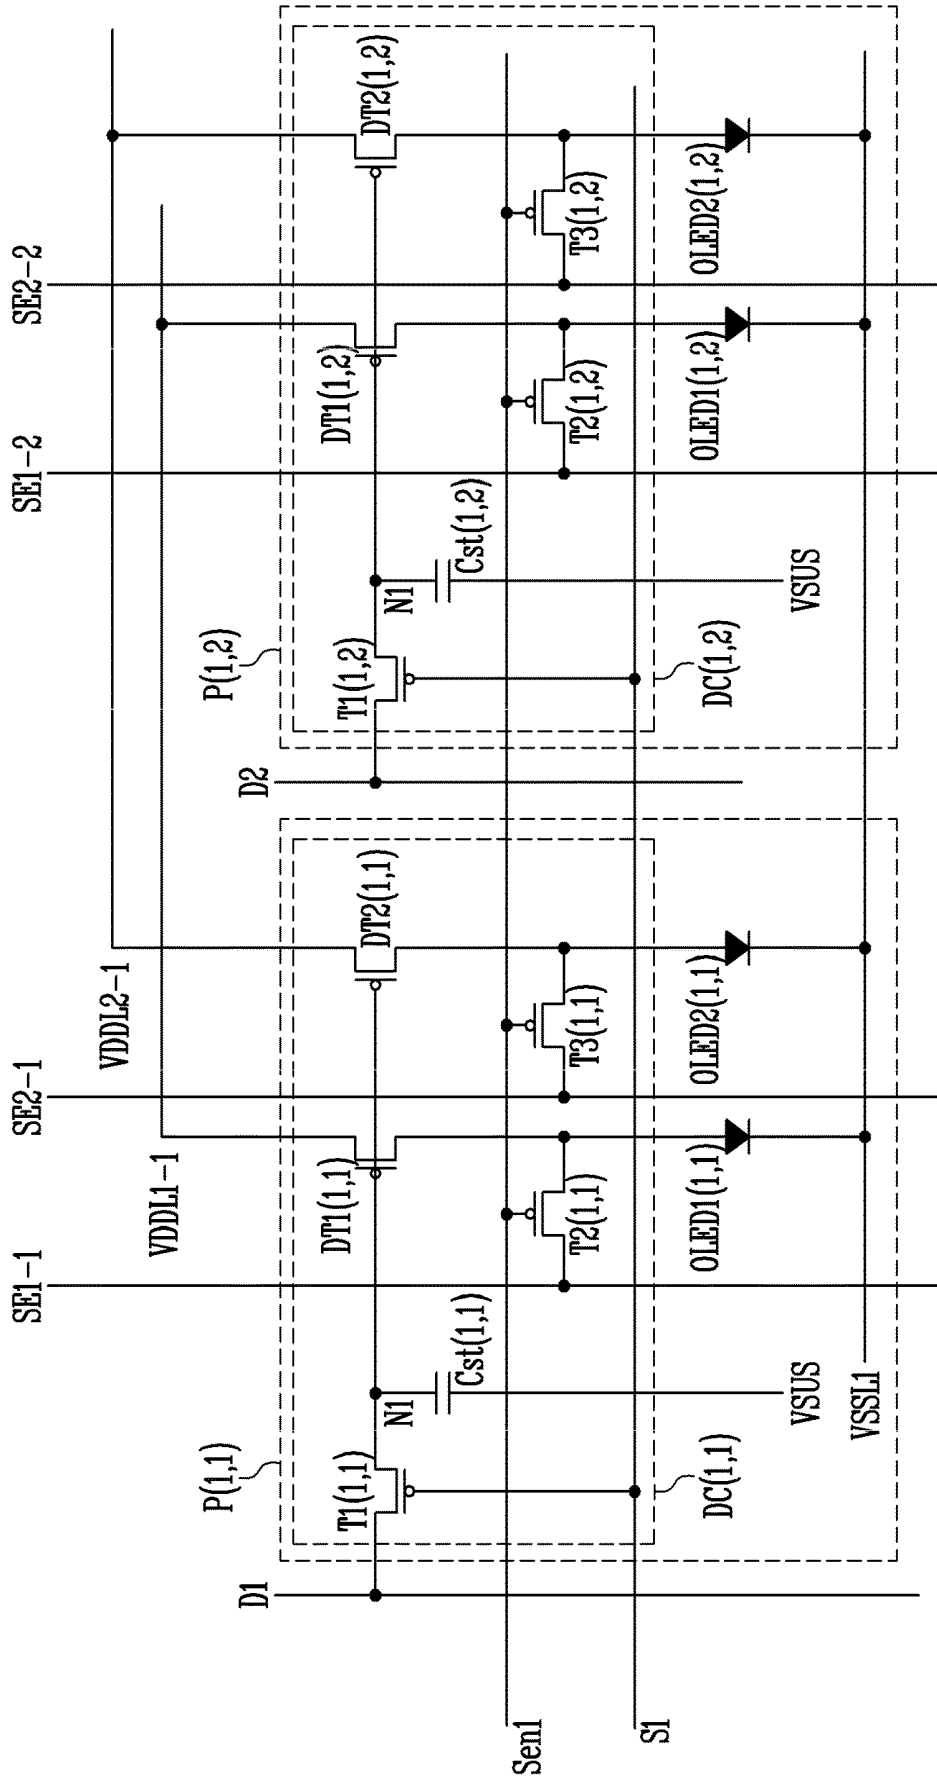 SE1-1
SE2-1
SE1-2
SE2-2
VDDL2-1
VDDL1-1
P(1,1)
P(1,2)
D1
D2
T1(1,1)
N1
Cst(1,1)
DT1(1,1)
DT2(1,1)
T1(1,2)
N1
Cst(1,2)
DT1(1,2)
DT2(1,2)
Sen1
T2(1,1)
T3(1,1)
T2(1,2)
T3(1,2)
S1
DC(1,1)
OLED1(1,1)
OLED2(1,1)
DC(1,2)
OLED1(1,2)
OLED2(1,2)
VSUS
VSUS
VSSL1